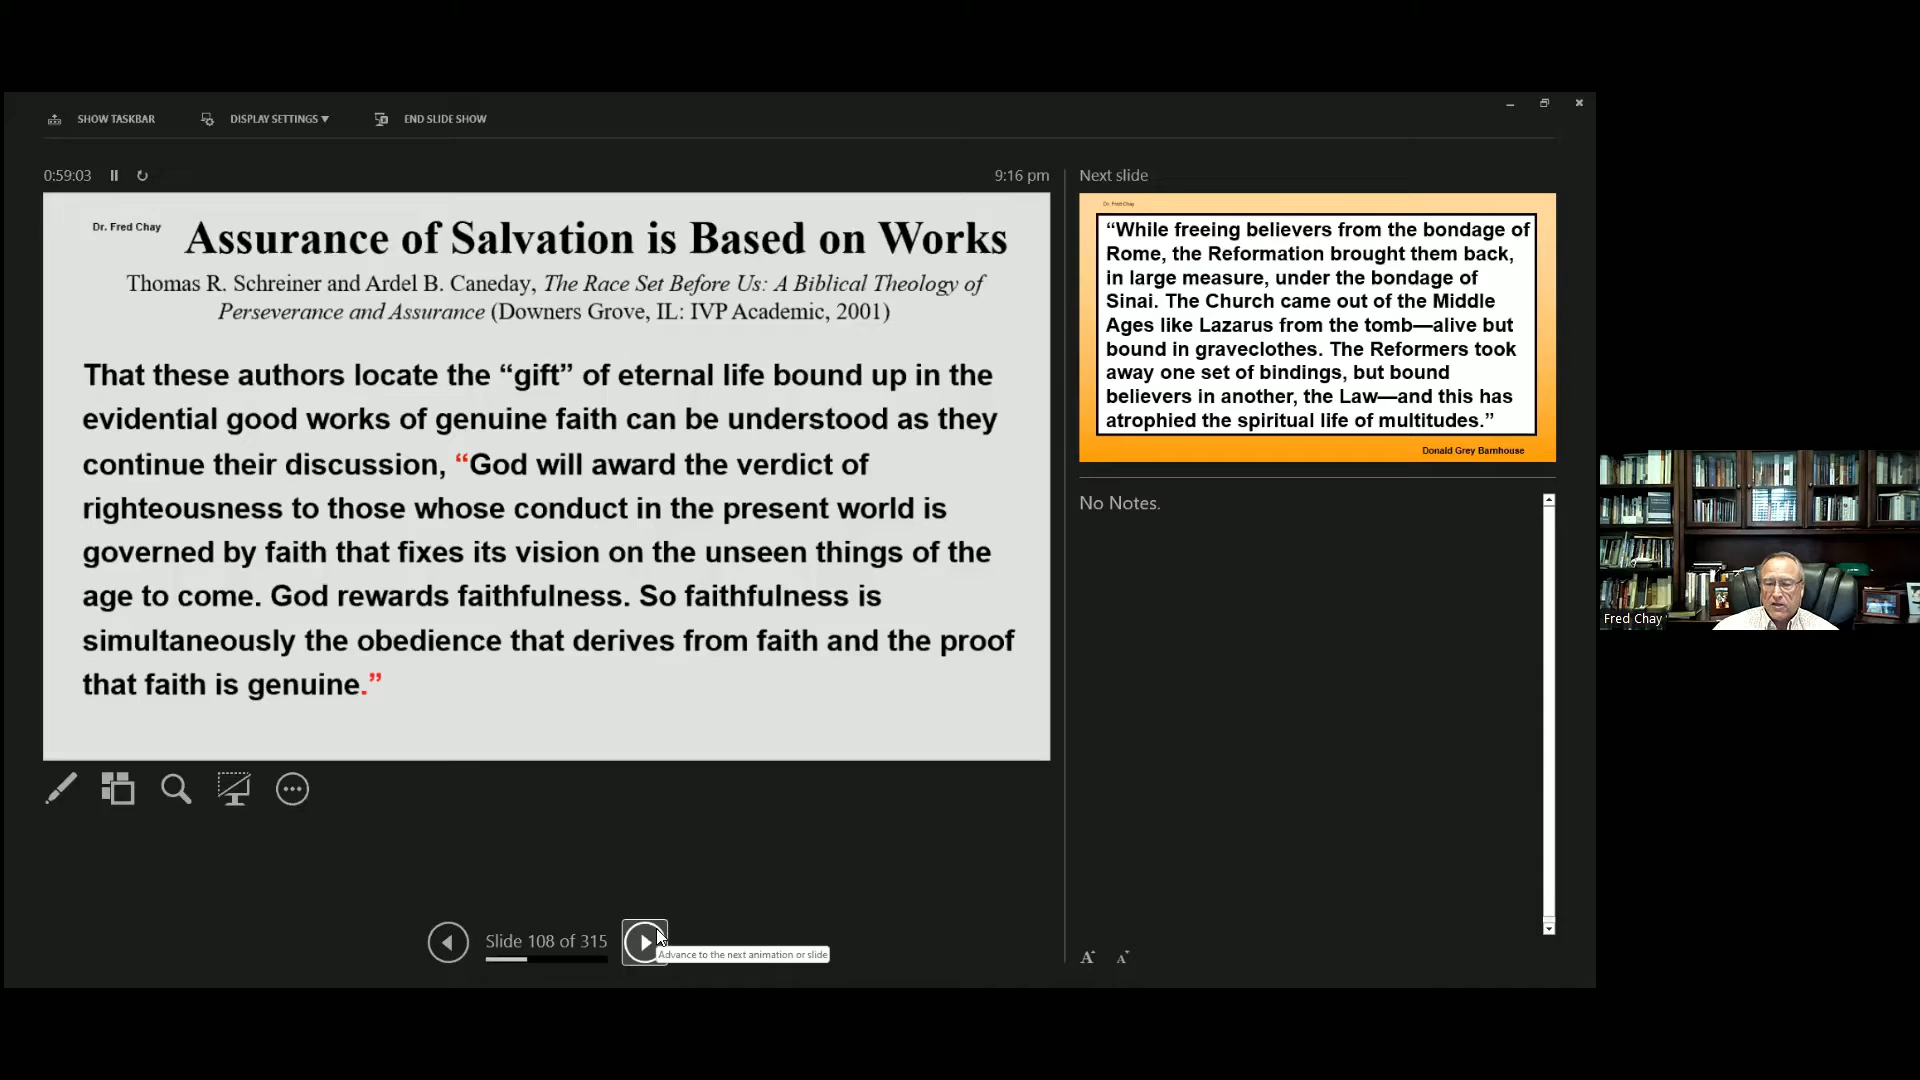 SHOW TASKBAR
DISPLAY SETTINGS ▼
END SLIDE SHOW
0:59:03
9:16 pm
Dr. Fred Chay
Assurance of Salvation is Based on Works
Thomas R. Schreiner and Ardel B. Caneday, The Race Set Before Us: A Biblical Theology of
Perseverance and Assurance (Downers Grove, IL: IVP Academic, 2001)
That these authors locate the “gift” of eternal life bound up in the
evidential good works of genuine faith can be understood as they
continue their discussion, “God will award the verdict of
righteousness to those whose conduct in the present world is
governed by faith that fixes its vision on the unseen things of the
age to come. God rewards faithfulness. So faithfulness is
simultaneously the obedience that derives from faith and the proof
that faith is genuine.”
Slide 108 of 315
Advance to the next animation or slide
Next slide
Dr. Fred Chay
“While freeing believers from the bondage of
Rome, the Reformation brought them back,
in large measure, under the bondage of
Sinai. The Church came out of the Middle
Ages like Lazarus from the tomb—alive but
bound in graveclothes. The Reformers took
away one set of bindings, but bound
believers in another, the Law—and this has
atrophied the spiritual life of multitudes.”
Donald Grey Barnhouse
No Notes.
A A
Fred Chay